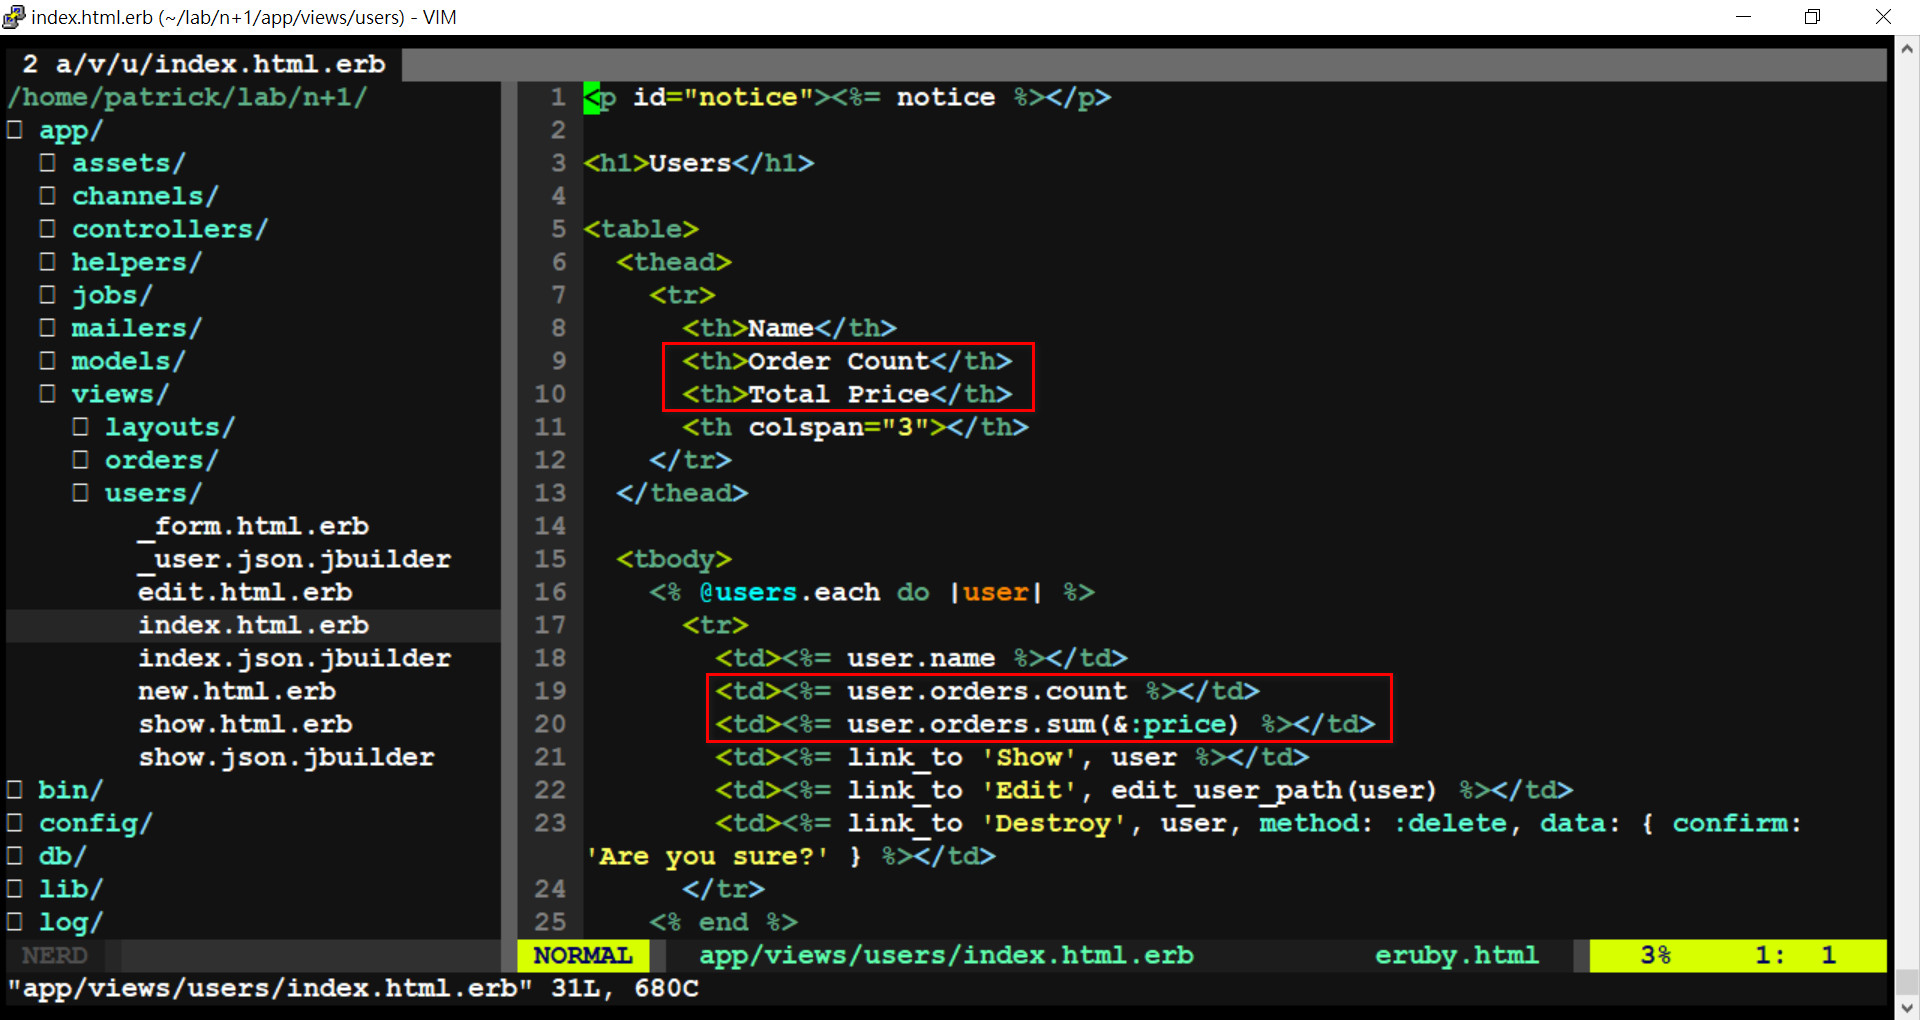 index.html.erb (~/lab/n+1/app/views/users) - VIM
2 a/v/u/index.html.erb
/home/patrick/lab/n+1/
app/
assets/
channels/
controllers/
helpers/
jobs/
mailers/
models/
views/
layouts/
orders/
users/
_form.html.erb
_user.json.jbuilder
edit.html.erb
index.html.erb
index.json.jbuilder
new.html.erb
show.html.erb
show.json.jbuilder
bin/
config/
db/
lib/
log/
NERD
1 <p id="notice"><%= notice %></p>
2
3 <h1>Users</h1>
4
5 <table>
6 <thead>
7 <tr>
8 <th>Name</th>
9 <th>Order Count</th>
10 <th>Total Price</th>
11 <th colspan="3"></th>
12 </tr>
13 </thead>
14
15 <tbody>
16 <% @users.each do |user| %>
17 <tr>
18 <td><%= user.name %></td>
19 <td><%= user.orders.count %></td>
20 <td><%= user.orders.sum(&:price) %></td>
21 <td><%= link_to 'Show', user %></td>
22 <td><%= link_to 'Edit', edit_user_path(user) %></td>
23 <td><%= link_to 'Destroy', user, method: :delete, data: { confirm:
'Are you sure?' } %></td>
24 </tr>
25 <% end %>
NORMAL app/views/users/index.html.erb eruby.html 3% 1: 1
"app/views/users/index.html.erb" 31L, 680C